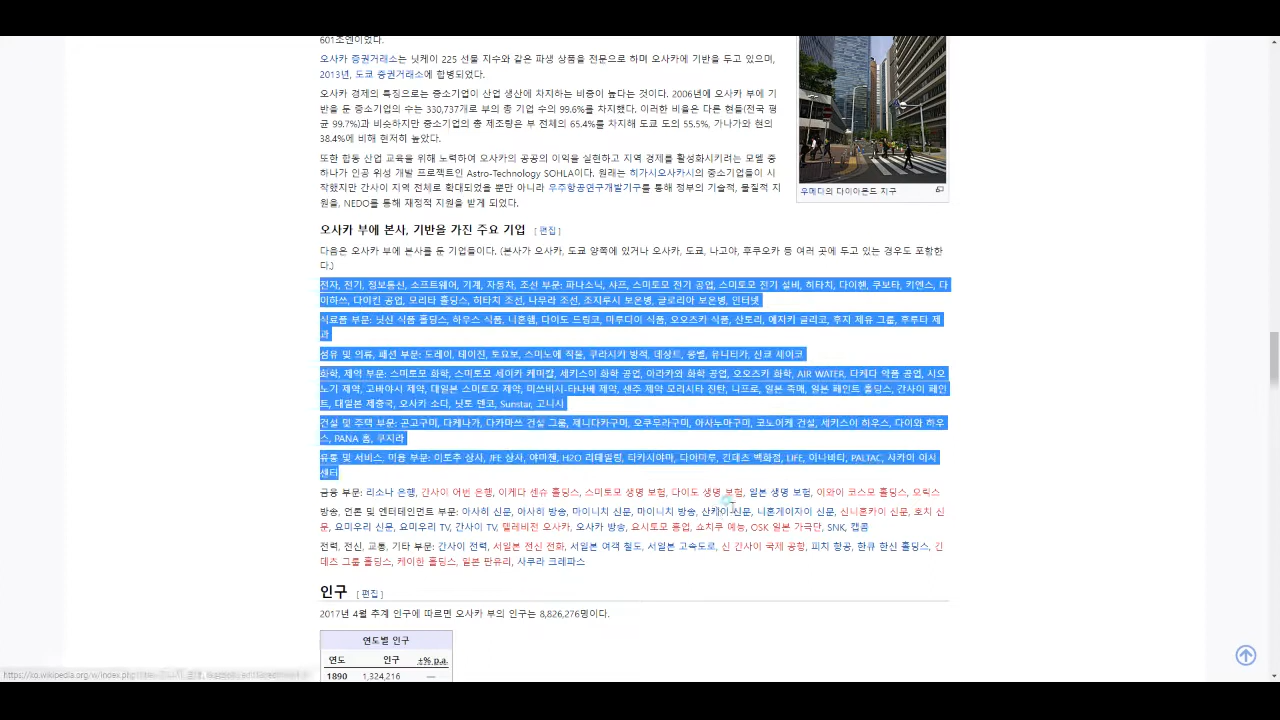 601조엔이었다.
오사카 증권거래소는 닛케이 225 선물 지수와 같은 파생 상품을 전문으로 하며 오사카에 기반을 두고 있으며,
2013년, 도쿄 증권거래소에 합병되었다.
오사카 경제의 특징으로는 중소기업이 산업 생산에 차지하는 비중이 높다는 것이다. 2006년에 오사카 부에 기
반을 둔 중소기업의 수는 330,737개로 부의 총 기업 수의 99.6%를 차지했다. 이러한 비율은 다른 현들(전국 평
균 99.7%)과 비슷하지만 중소기업의 총 제조량은 부 전체의 65.4%를 차지해 도쿄 도의 55.5%, 가나가와 현의
38.4%에 비해 현저히 높았다.
또한 합동 산업 교육을 위해 노력하여 오사카의 공공의 이익을 실현하고 지역 경제를 활성화시키려는 모델 중
하나가 인공 위성 개발 프로젝트인 Astro-Technology SOHLA이다. 원래는 히가시오사카시의 중소기업들이 시
작했지만 간사이 지역 전체로 확대되었을 뿐만 아니라 우주항공연구개발기구를 통해 정부의 기술적, 물질적 지
원을, NEDO를 통해 재정적 지원을 받게 되었다.
우메다의 다이아몬드 지구
오사카 부에 본사, 기반을 가진 주요 기업 [ 편집 ]
다음은 오사카 부에 본사를 둔 기업들이다. (본사가 오사카, 도쿄 양쪽에 있거나 오사카, 도쿄, 나고야, 후쿠오카 등 여러 곳에 두고 있는 경우도 포함한
다.)
전자, 전기, 정보통신, 소프트웨어, 기계, 자동차, 조선 부문: 파나소닉, 샤프, 스미토모 전기 공업, 스미토모 전기 설비, 히타치, 다이헨, 쿠보타, 키엔스, 다
이하쓰, 다이킨 공업, 모리타 홀딩스, 히타치 조선, 나무라 조선, 조지루시 보온병, 글로리아 보온병, 인터넷
식료품 부문: 닛신 식품 홀딩스, 하우스 식품, 니혼햄, 다이도 드링코, 마루다이 식품, 오오츠카 식품, 산토리, 에자키 글리코, 후지 제유 그룹, 후루타 제
과
섬유 및 의류, 패션 부문: 도레이, 테이진, 토요보, 스미노에 직물, 쿠라시키 방적, 데상트, 몽벨, 유니티카, 신쿄 세이코
화학, 제약 부문: 스미토모 화학, 스미토모 세이카 케미칼, 세키스이 화학 공업, 아라카와 화학 공업, 오오츠카 화학, AIR WATER, 다케다 약품 공업, 시오
노기 제약, 고바야시 제약, 대일본 스미토모 제약, 미쓰비시-타나베 제약, 센주 제약 모리시타 진탄, 니프로, 일본 촉매, 일본 페인트 홀딩스, 간사이 페인
트, 대일본 제충국, 오사카 소다, 닛토 덴코, Sunstar, 고니시
건설 및 주택 부문: 곤고구미, 다케나가, 다카마쓰 건설 그룹, 제니다카구미, 오쿠무라구미, 아사누마구미, 코노이케 건설, 세키스이 하우스, 다이와 하우
스, PANA 홈, 쿠지라
유통 및 서비스, 미용 부문: 이토추 상사, JFE 상사, 야마젠, H2O 리테일링, 타카시야마, 다이마루, 긴테츠 백화점, LIFE, 이나바타, PALTAC, 사카이 이사
센터
금융 부문: 리소나 은행, 간사이 어번 은행, 이케다 센슈 홀딩스, 스미토모 생명 보험, 다이도 생명 보험, 일본 생명 보험, 이와이 코스모 홀딩스, 오릭스
방송, 언론 및 엔터테인먼트 부문: 아사히 신문, 아사히 방송, 마이니치 신문, 마이니치 방송, 산케이 신문, 니혼게이자이 신문, 신니혼카이 신문, 호치 신
문, 요미우리 신문, 요미우리 TV, 간사이 TV, 텔레비전 오사카, 오사카 방송, 요시토모 흥업, 쇼치쿠 예능, OSK 일본 가극단, SNK, 캡콤
전력, 전신, 교통, 기타 부문: 간사이 전력, 서일본 전신 전화, 서일본 여객 철도, 서일본 고속도로, 신 간사이 국제 공항, 피치 항공, 한큐 한신 홀딩스, 긴
데츠 그룹 홀딩스, 케이한 홀딩스, 일본 판유리, 사쿠라 크레파스
인구 [ 편집 ]
2017년 4월 추계 인구에 따르면 오사카 부의 인구는 8,826,276명이다.
연도별 인구
연도 인구 ±% p.a.
1890 1,324,216 —
https://ko.wikipedia.org/w/index.php